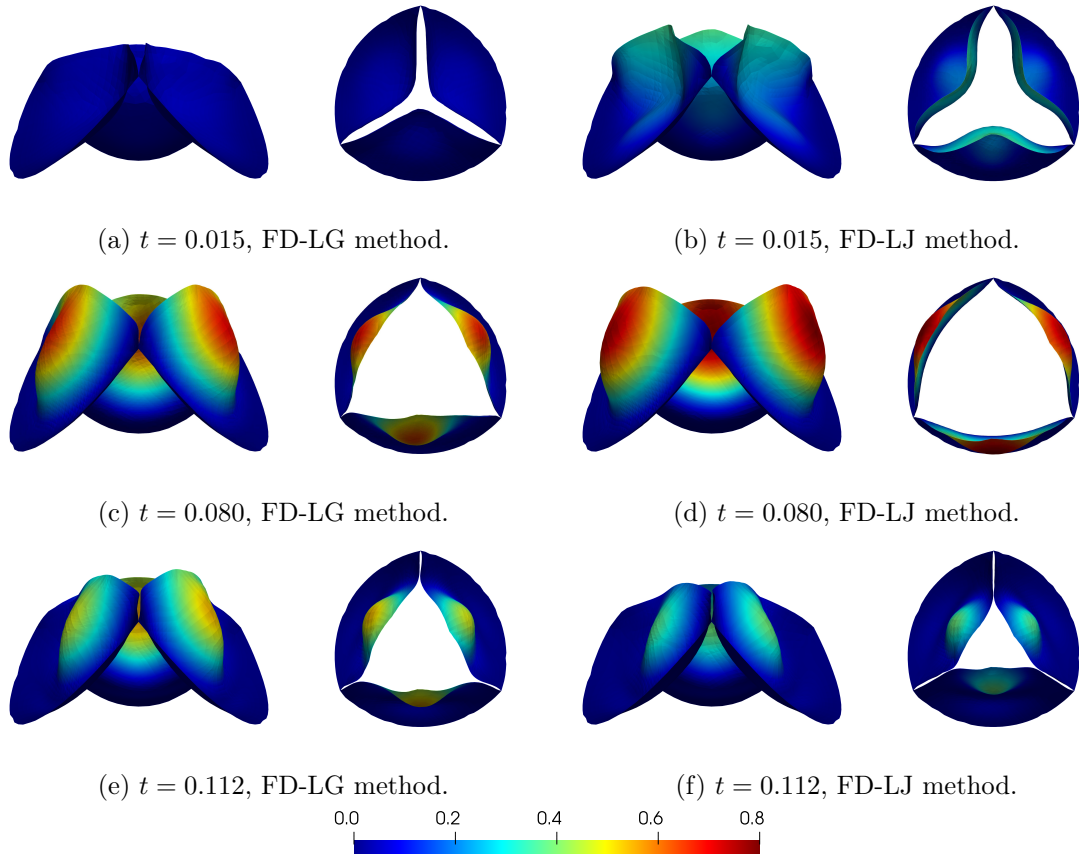 (a) t = 0.015, FD-LG method.
(b) t = 0.015, FD-LJ method.
(c) t = 0.080, FD-LG method.
(d) t = 0.080, FD-LJ method.
(e) t = 0.112, FD-LG method.
(f) t = 0.112, FD-LJ method.
0.0 0.2 0.4 0.6 0.8